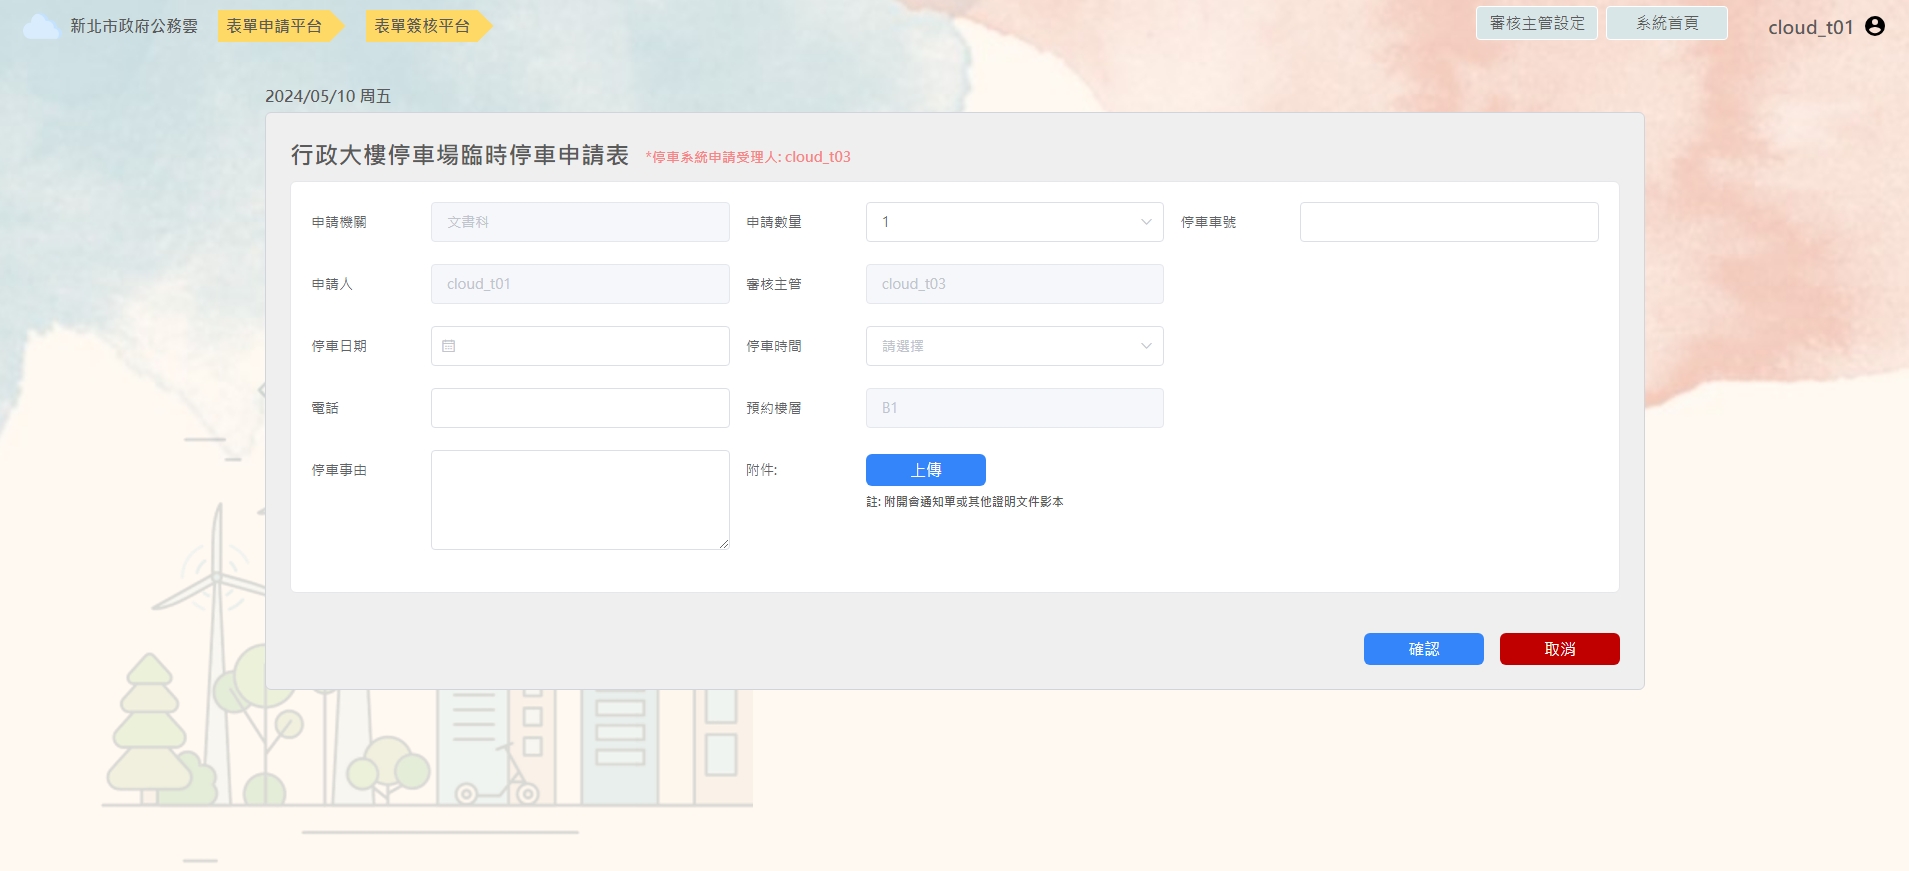 新北市政府公務雲 表單申請平台 表單簽核平台 審核主管設定 系統首頁 cloud_t01
2024/05/10 周五
行政大樓停車場臨時停車申請表 *停車系統申請受理人: cloud_t03
申請機關 文書科 申請數量 1 停車車號
申請人 cloud_t01 審核主管 cloud_t03
停車日期 停車時間 請選擇
電話 預約樓層 B1
停車事由 附件: 上傳
註: 附開會通知單或其他證明文件影本
確認 取消